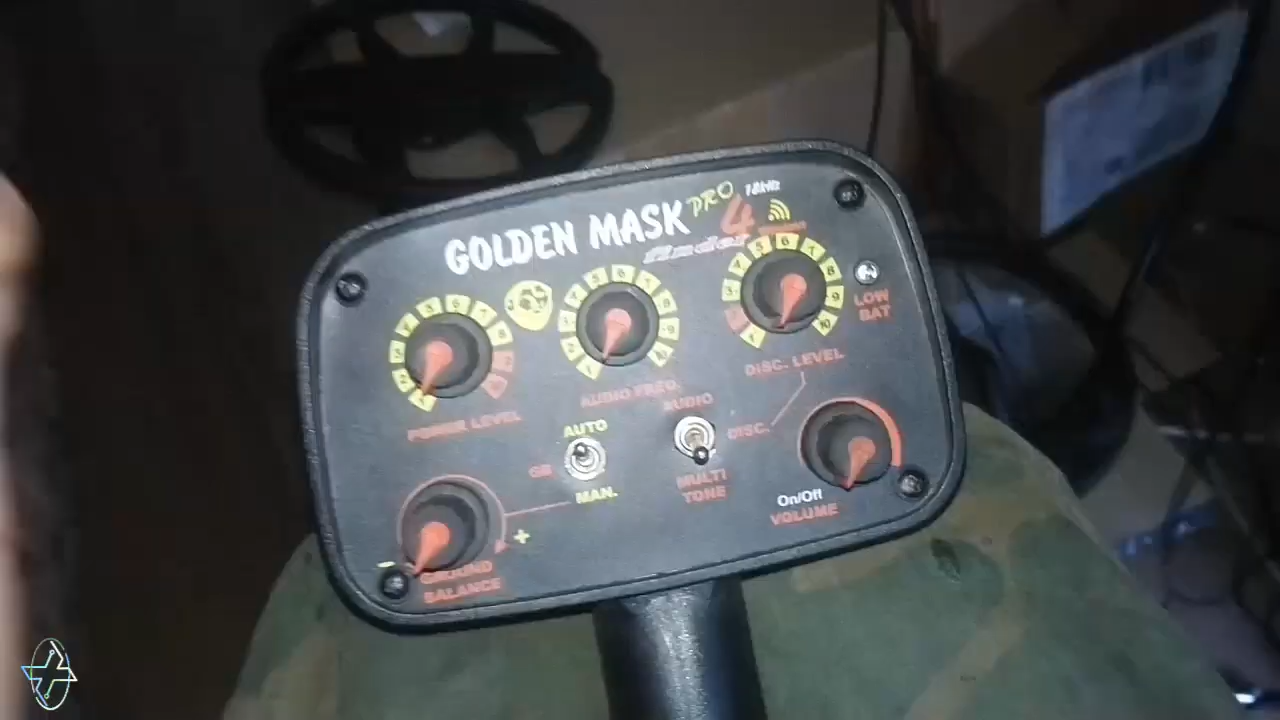 GOLDEN MASK
PRO
4
18kHz
LOW
BAT
POWER LEVEL
AUDIO FREQ.
DISC. LEVEL
AUTO
GB
MAN.
AUDIO
DISC.
MULTI
TONE
On/Off
VOLUME
- +
GROUND
BALANCE